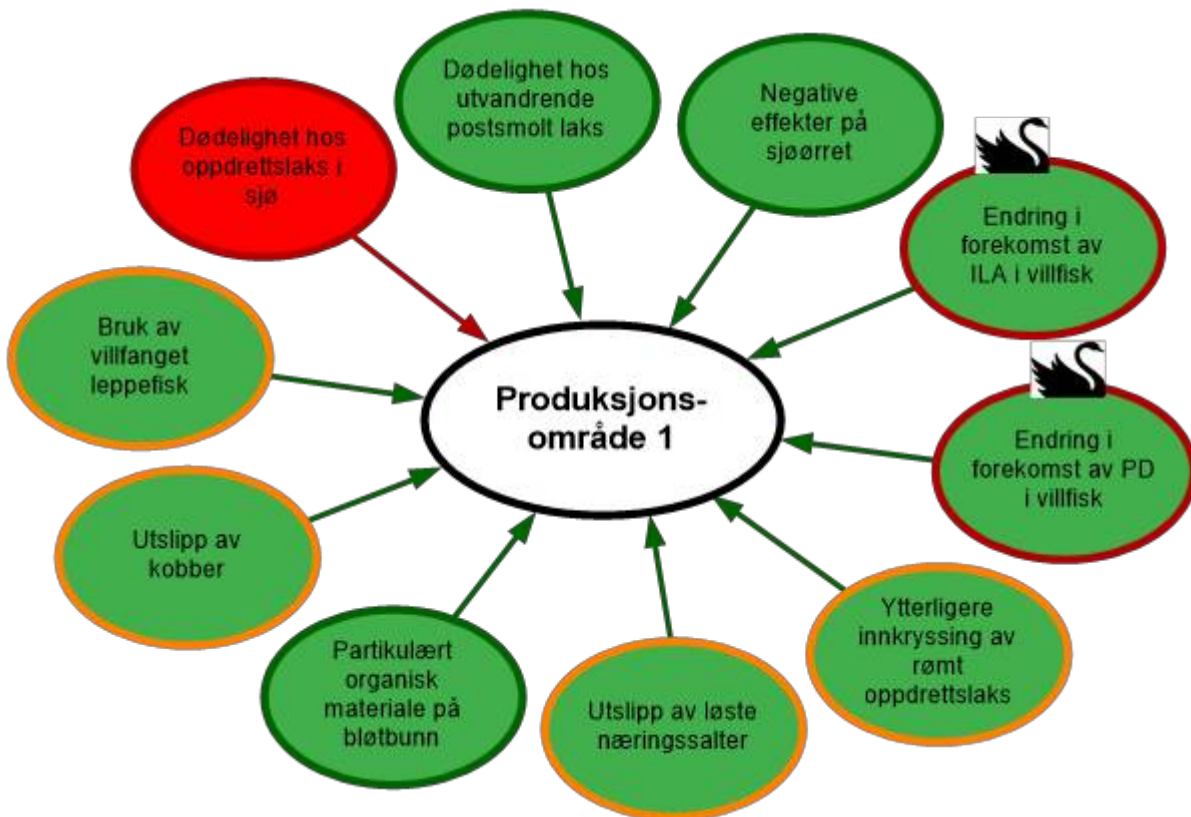 Dødelighet hos
utvandrende
postsmolt laks
Negative
effekter på
sjøørret
Dødelighet hos
oppdrettslaks i
sjø
Endring i
forekomst av
ILA i villfisk
Bruk av
villfanget
leppefisk
Produksjons-
område 1
Endring i
forekomst av PD
i villfisk
Utslipp av
kobber
Ytterligere
innkryssing av
rømt
oppdrettslaks
Partikulært
organisk
materiale på
bløtbunn
Utslipp av løste
næringssalter